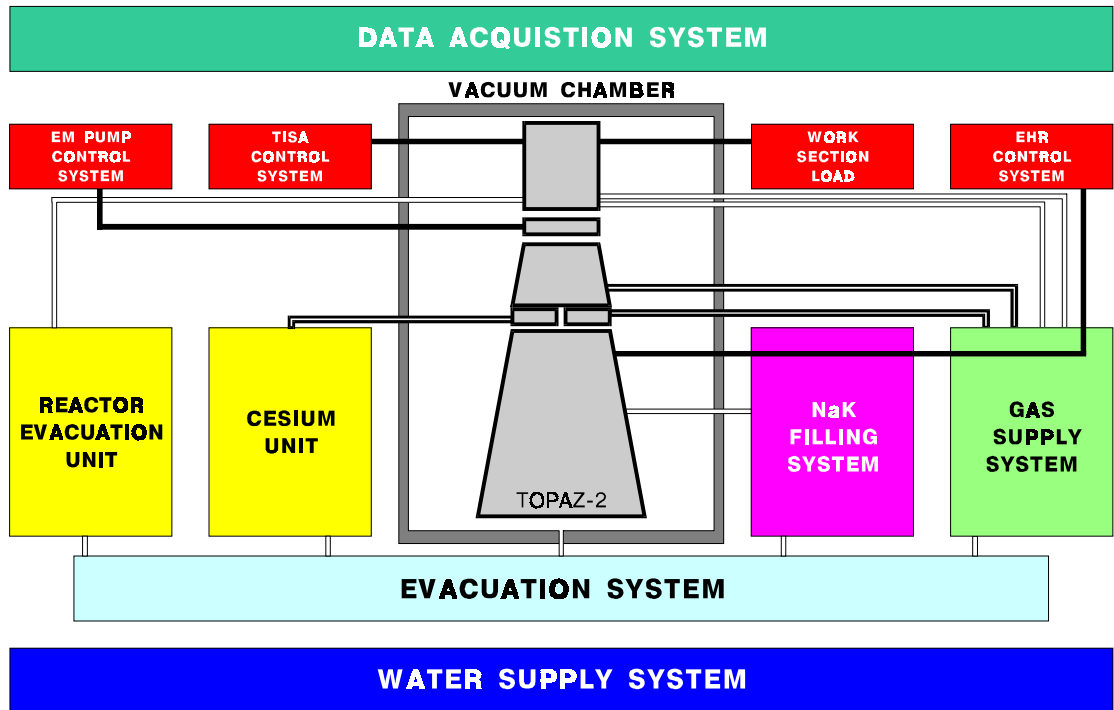 DATA ACQUISTION SYSTEM
VACUUM CHAMBER
EM PUMP
CONTROL
SYSTEM
TISA
CONTROL
SYSTEM
WORK
SECTION
LOAD
EHR
CONTROL
SYSTEM
REACTOR
EVACUATION
UNIT
CESIUM
UNIT
NaK
FILLING
SYSTEM
GAS
SUPPLY
SYSTEM
TOPAZ-2
EVACUATION SYSTEM
WATER SUPPLY SYSTEM